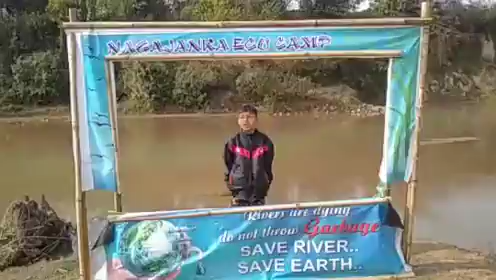 NAGAJANKA ECO CAMP
Rivers are dying
do not throw Garbage
SAVE RIVER..
SAVE EARTH..